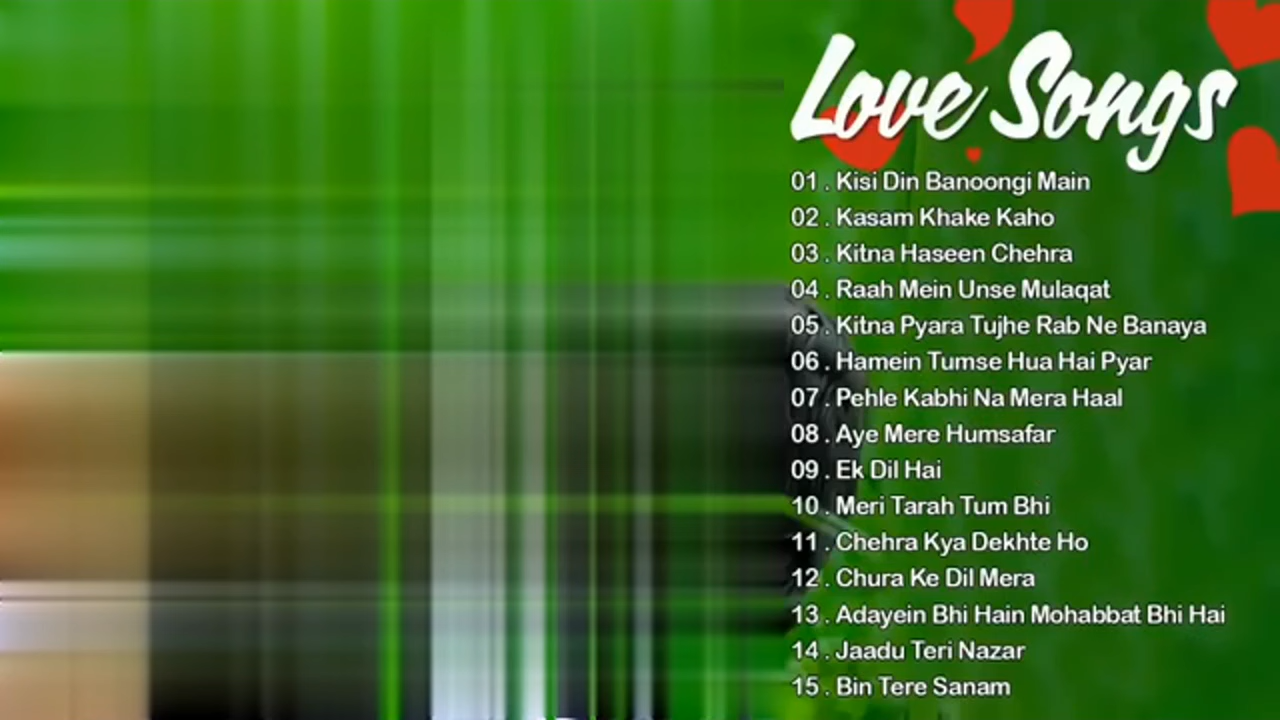 Love Songs
01 . Kisi Din Banoongi Main
02 . Kasam Khake Kaho
03 . Kitna Haseen Chehra
04 . Raah Mein Unse Mulaqat
05 . Kitna Pyara Tujhe Rab Ne Banaya
06 . Hamein Tumse Hua Hai Pyar
07 . Pehle Kabhi Na Mera Haal
08 . Aye Mere Humsafar
09 . Ek Dil Hai
10 . Meri Tarah Tum Bhi
11 . Chehra Kya Dekhte Ho
12 . Chura Ke Dil Mera
13 . Adayein Bhi Hain Mohabbat Bhi Hai
14 . Jaadu Teri Nazar
15 . Bin Tere Sanam